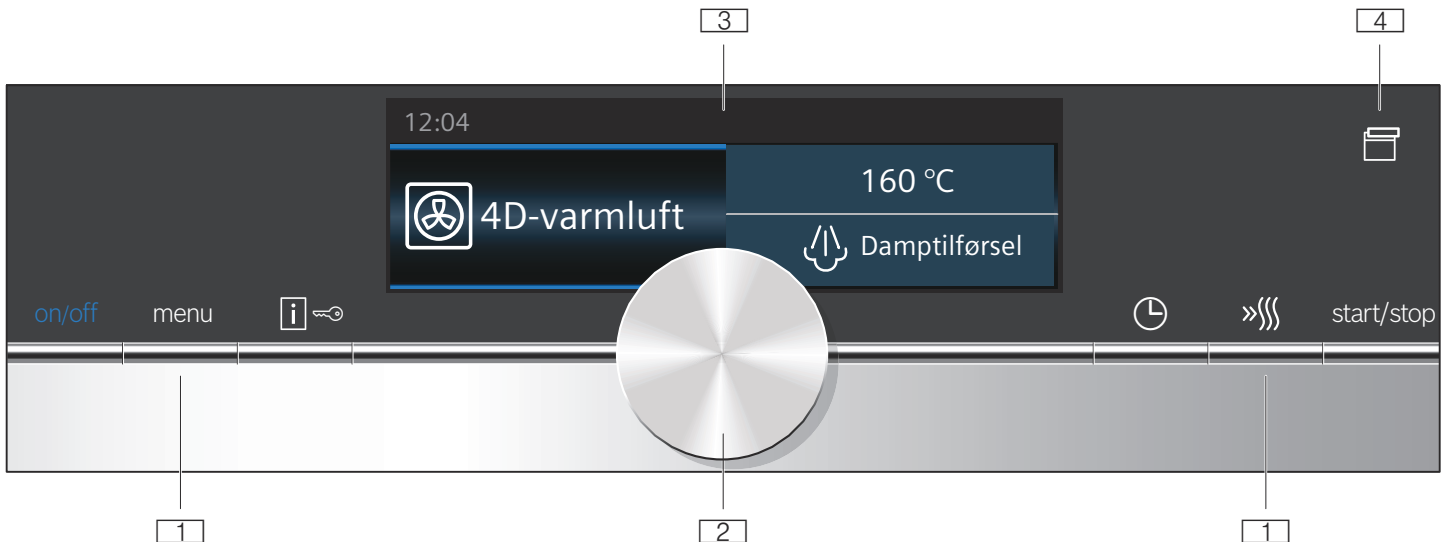 3 4
12:04
4D-varmluft
160 °C
Damptilførsel
on/off menu i start/stop
1 2 1